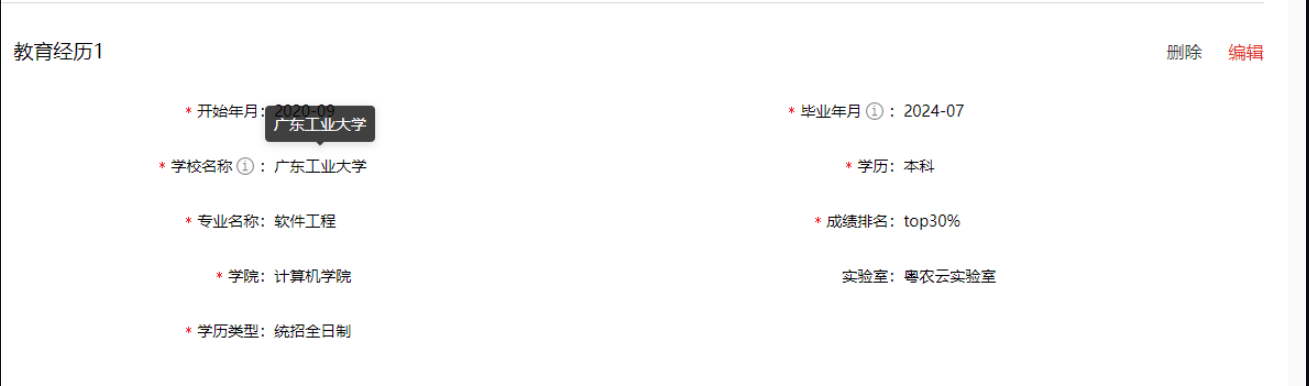 教育经历1 删除 编辑
* 开始年月: 2020-09 * 毕业年月 : 2024-07
广东工业大学
* 学校名称 : 广东工业大学 * 学历: 本科
* 专业名称: 软件工程 * 成绩排名: top30%
* 学院: 计算机学院 实验室: 粤农云实验室
* 学历类型: 统招全日制